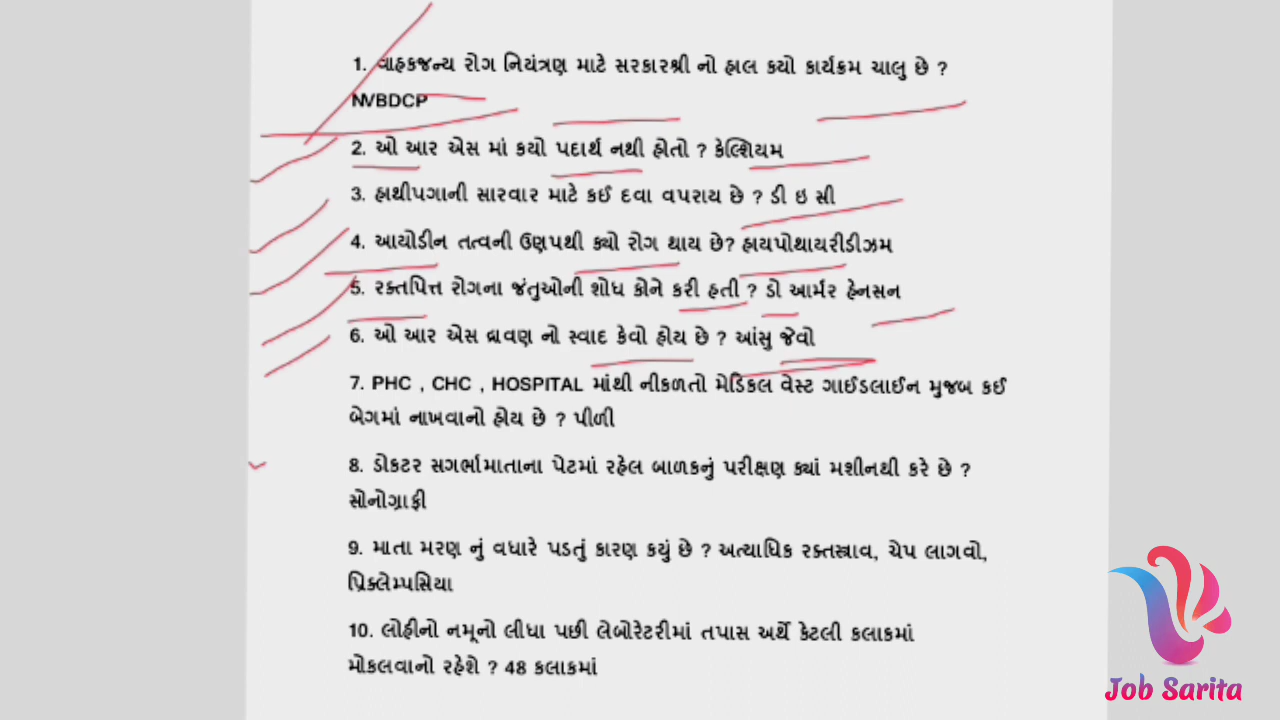 1. વાહકજન્ય રોગ નિયંત્રણ માટે સરકારશ્રી નો હાલ કયો કાર્યક્રમ ચાલુ છે ?
NVBDCP
2. ઓ આર એસ માં કયો પદાર્થ નથી હોતો ? કેલ્શિયમ
3. હાથીપગાની સારવાર માટે કઈ દવા વપરાય છે ? ડી ઇ સી
4. આયોડીન તત્વની ઉણપથી ક્યો રોગ થાય છે? હાયપોથાયરીડીઝમ
5. રક્તપિત્ત રોગના જંતુઓની શોધ કોને કરી હતી ? ડો આર્મર હેનસન
6. ઓ આર એસ દ્રાવણ નો સ્વાદ કેવો હોય છે ? આંસુ જેવો
7. PHC , CHC , HOSPITAL માંથી નીકળતો મેડિકલ વેસ્ટ ગાઈડલાઈન મુજબ કઈ
બેગમાં નાખવાનો હોય છે ? પીળી
8. ડોકટર સગર્ભામાતાના પેટમાં રહેલ બાળકનું પરીક્ષણ ક્યાં મશીનથી કરે છે ?
સોનોગ્રાફી
9. માતા મરણ નું વધારે પડતું કારણ કયું છે ? અત્યાધિક રક્તસ્ત્રાવ, ચેપ લાગવો,
પ્રિક્લેમ્પસિયા
10. લોહીનો નમૂનો લીધા પછી લેબોરેટરીમાં તપાસ અર્થે કેટલી કલાકમાં
મોકલવાનો રહેશે ? 48 કલાકમાં
Job Sarita